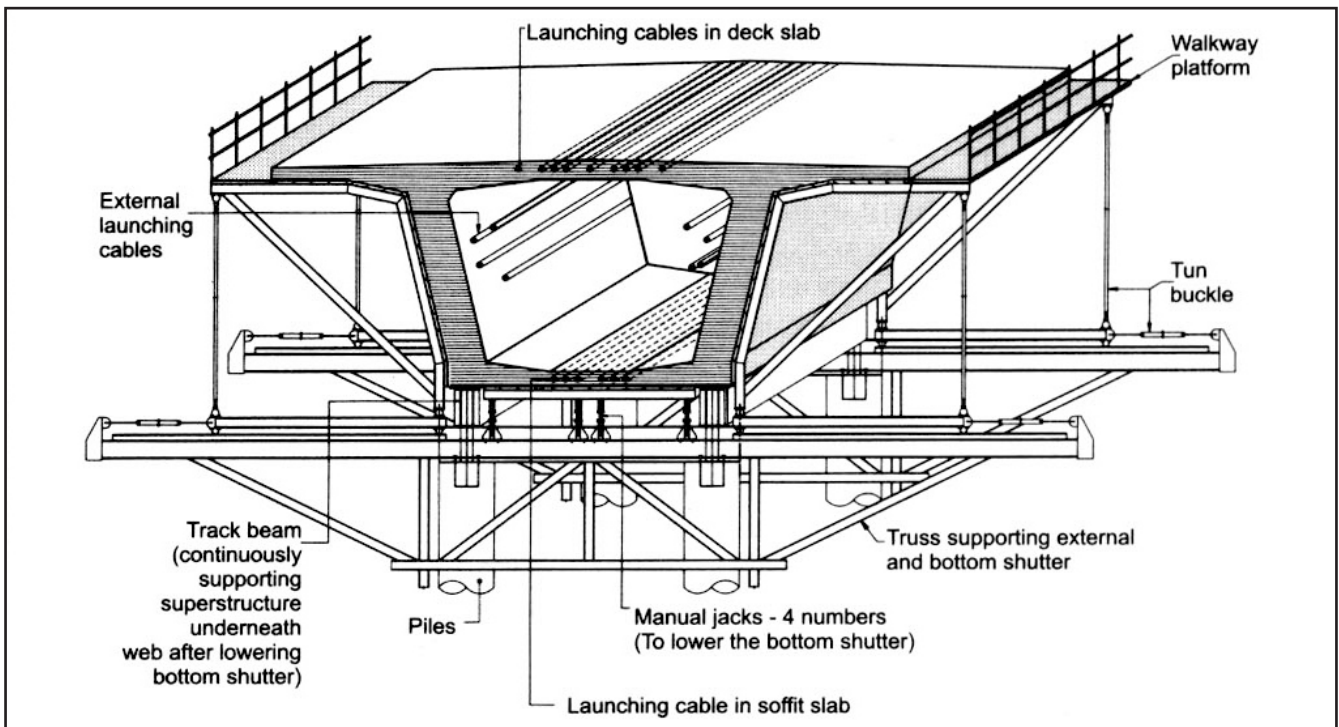 Launching cables in deck slab
Walkway
platform
External
launching
cables
Tun
buckle
Track beam
(continuously
supporting
superstructure
underneath
web after lowering
bottom shutter)
Piles
Manual jacks - 4 numbers
(To lower the bottom shutter)
Truss supporting external
and bottom shutter
Launching cable in soffit slab